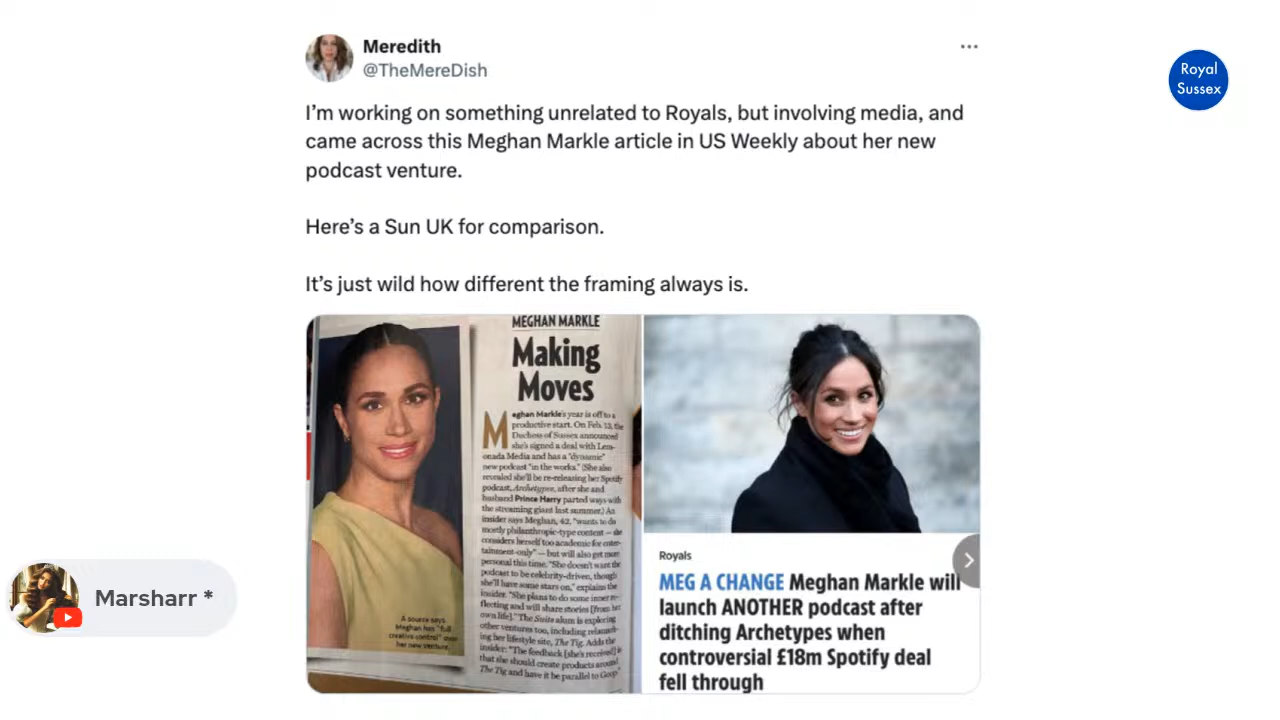 Meredith
@TheMereDish
Royal
Sussex
I'm working on something unrelated to Royals, but involving media, and
came across this Meghan Markle article in US Weekly about her new
podcast venture.
Here's a Sun UK for comparison.
It's just wild how different the framing always is.
MEGHAN MARKLE
Making
Moves
Meghan Markle's year is off to a
productive start. On Feb. 13, the
Duchess of Sussex announced
she's signed a deal with Lem-
onada Media and has a "dynamic"
new podcast "in the works." (She also
revealed she'll be re-releasing her Spotify
podcast, Archetypes, after she and
husband Prince Harry parted ways with
the streaming giant last summer.) An
insider says Meghan, 42, "wants to do
mostly philanthropic-type content — she
considers herself too academic for enter-
tainment-only" — but will also get more
personal this time. "She doesn't want the
podcast to be celebrity-driven, though
she'll have some stars on," explains the
insider. "She plans to do some inner re-
flecting and will share stories [from her
own life]." The Suits alum is exploring
other ventures too, including relaunch-
ing her lifestyle site, The Tig. Adds the
insider: "The feedback [she's received] is
that she should create products around
The Tig and have it be parallel to Goop."
A source says
Meghan has "full
creative control" over
her new venture.
Royals
MEG A CHANGE Meghan Markle will
launch ANOTHER podcast after
ditching Archetypes when
controversial £18m Spotify deal
fell through
Marsharr *